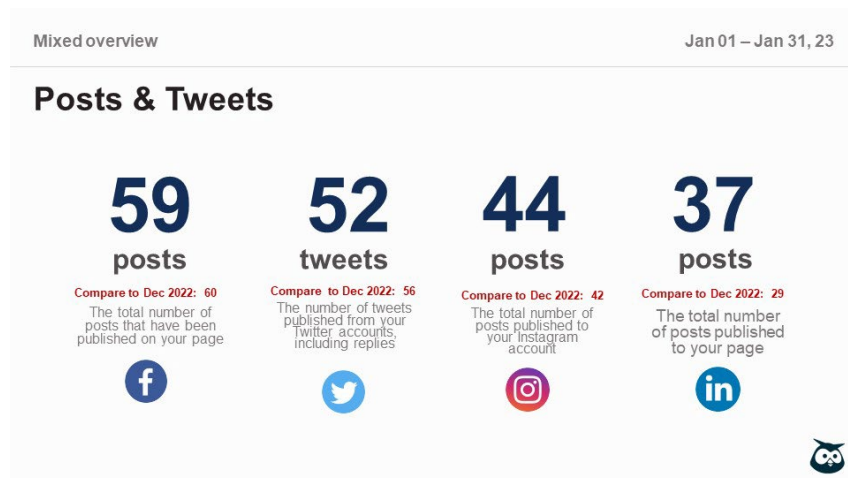 Mixed overview
Jan 01 – Jan 31, 23
Posts & Tweets
59
posts
Compare to Dec 2022: 60
The total number of
posts that have been
published on your page
52
tweets
Compare to Dec 2022: 56
The number of tweets
published from your
Twitter accounts,
including replies
44
posts
Compare to Dec 2022: 42
The total number of
posts published to
your Instagram
account
37
posts
Compare to Dec 2022: 29
The total number
of posts published
to your page
f
in